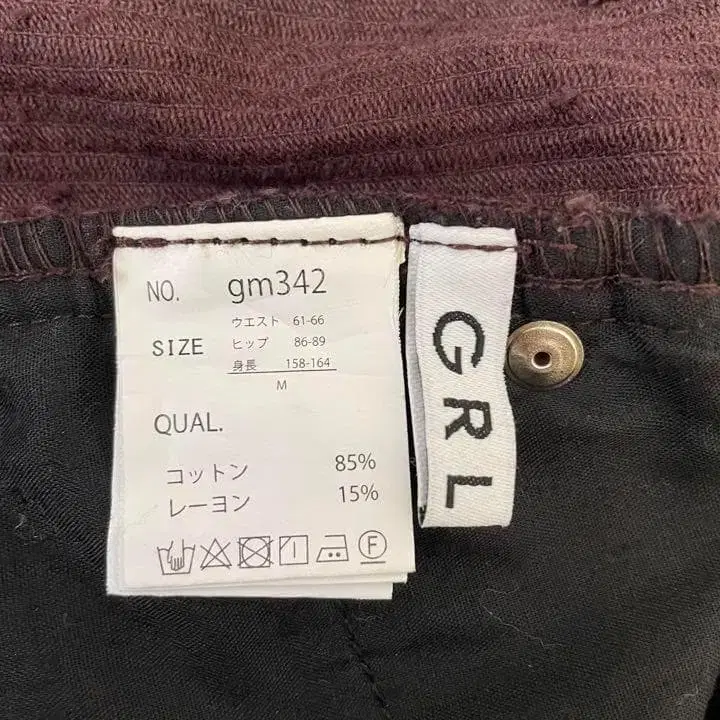 NO. gm342
SIZE
ウエスト 61-66
ヒップ 86-89
身長 158-164
M
QUAL.
コットン 85%
レーヨン 15%
F
GRL